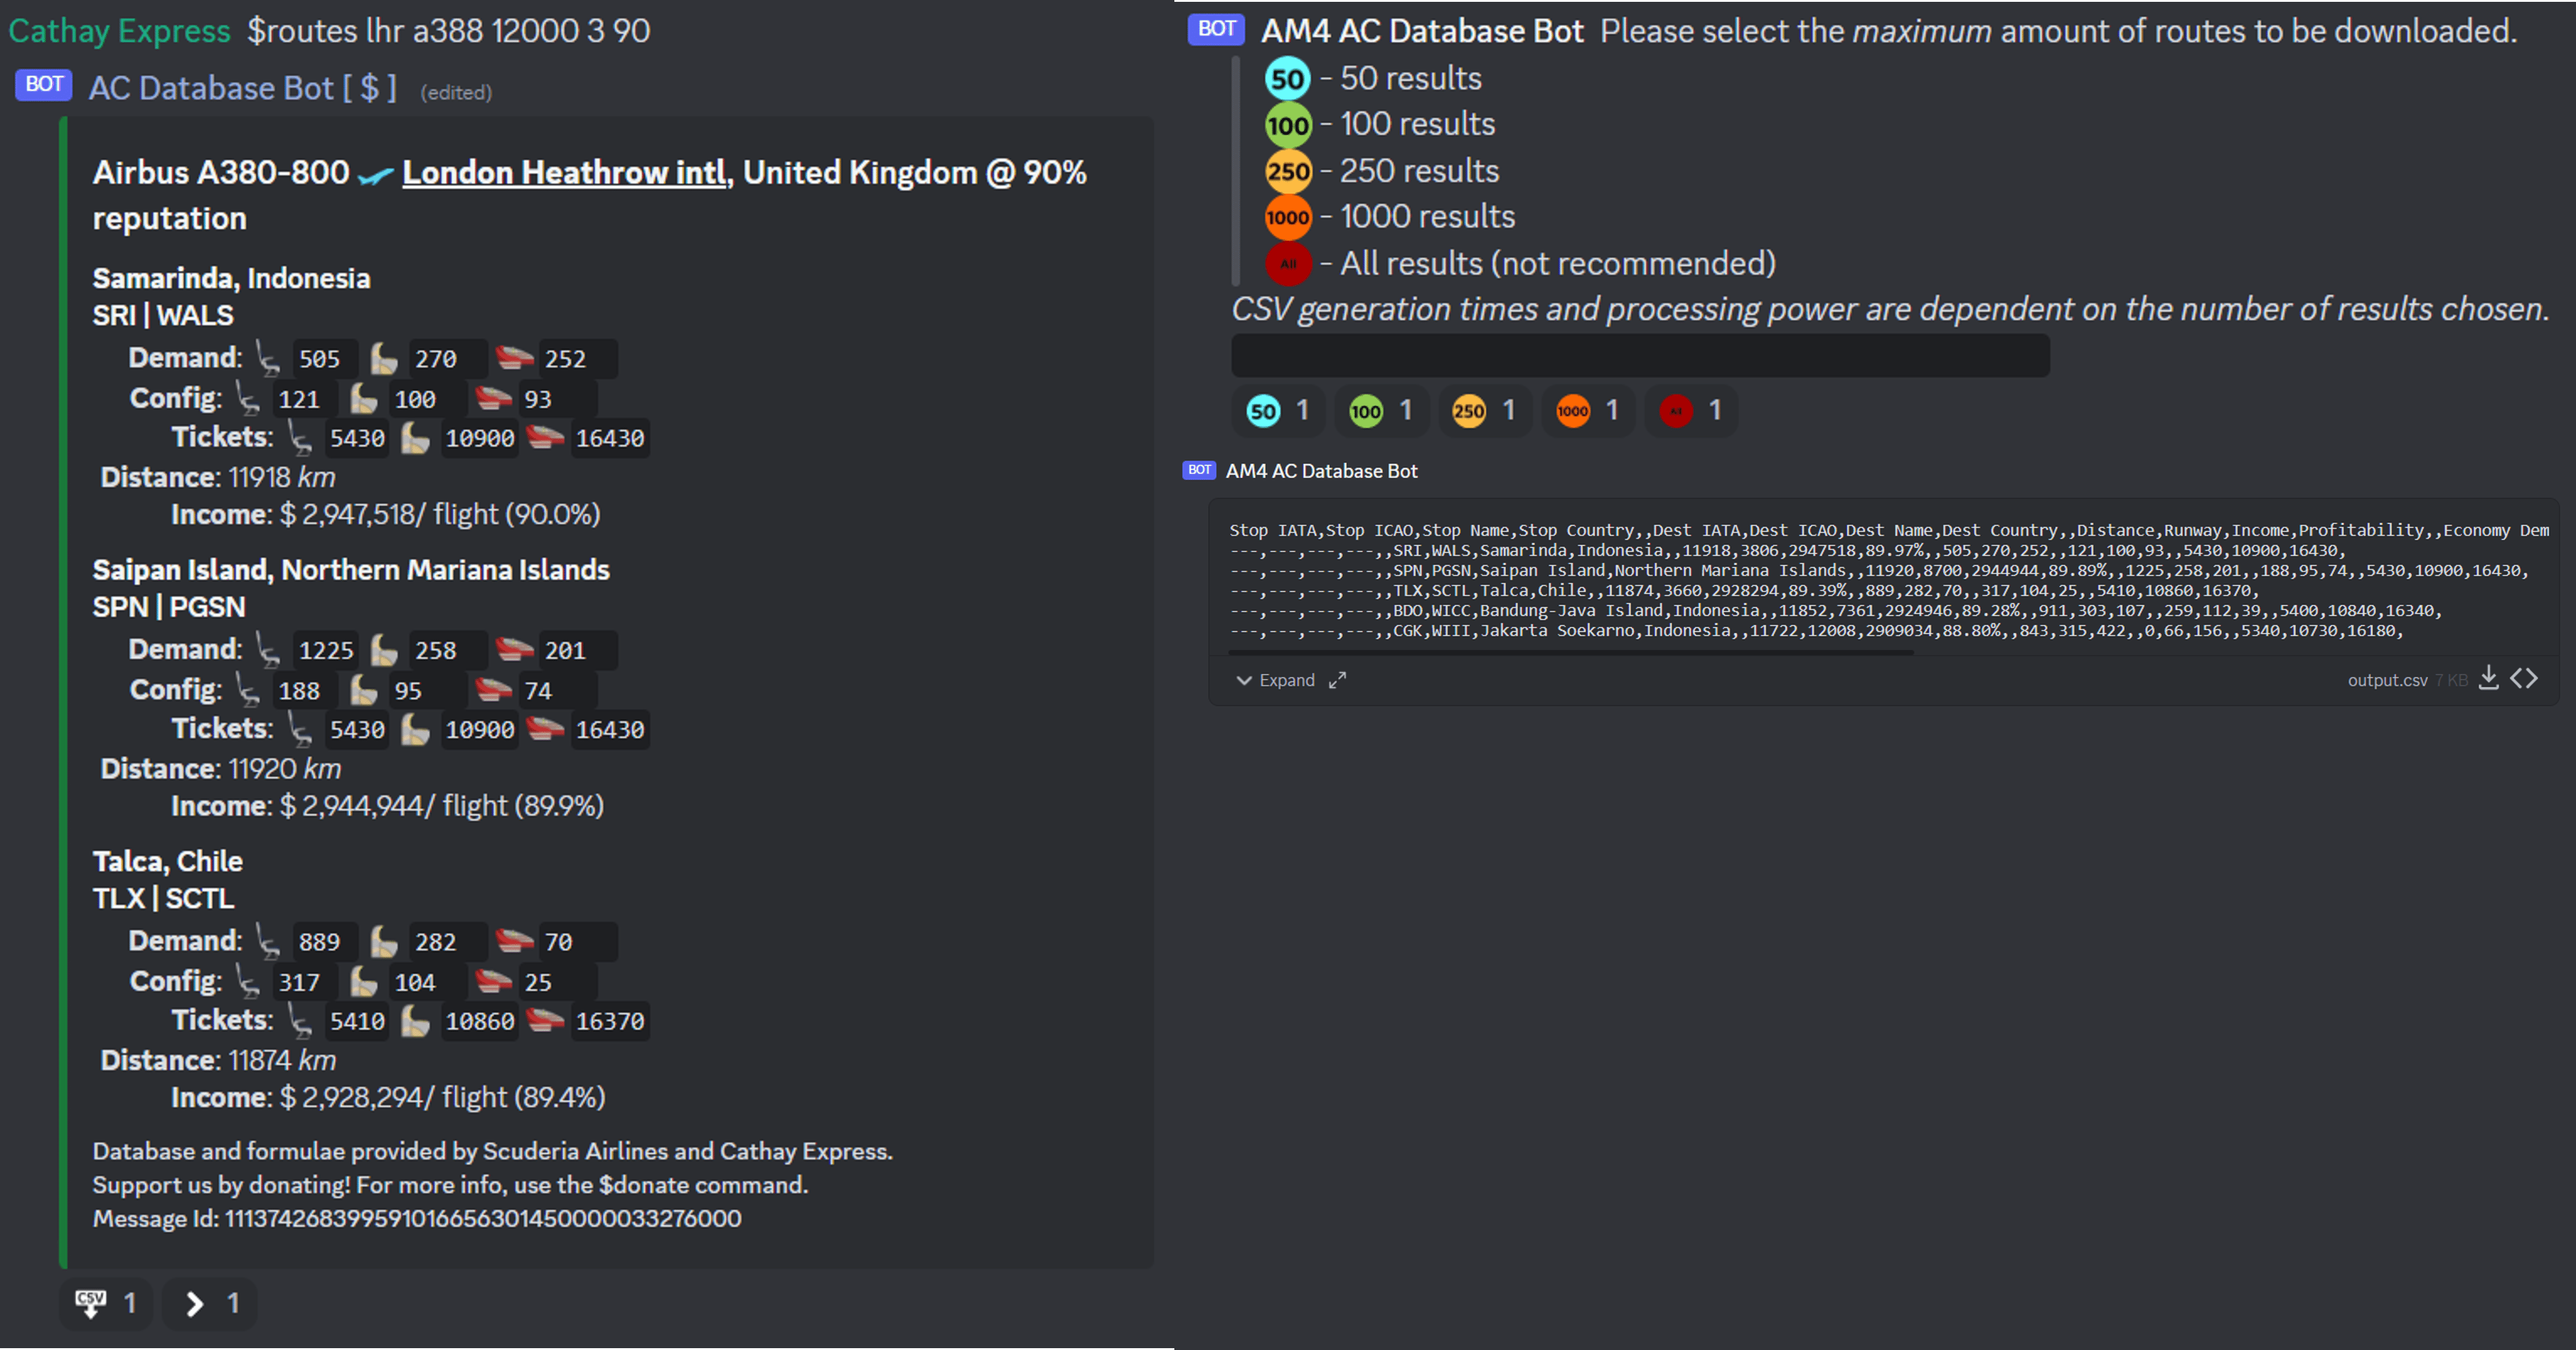 Cathay Express $routes lhr a388 12000 3 90
BOT AC Database Bot [ $ ] (edited)
Airbus A380-800 London Heathrow intl, United Kingdom @ 90%
reputation
Samarinda, Indonesia
SRI | WALS
Demand: 505 270 252
Config: 121 100 93
Tickets: 5430 10900 16430
Distance: 11918 km
Income: $ 2,947,518/ flight (90.0%)
Saipan Island, Northern Mariana Islands
SPN | PGSN
Demand: 1225 258 201
Config: 188 95 74
Tickets: 5430 10900 16430
Distance: 11920 km
Income: $ 2,944,944/ flight (89.9%)
Talca, Chile
TLX | SCTL
Demand: 889 282 70
Config: 317 104 25
Tickets: 5410 10860 16370
Distance: 11874 km
Income: $ 2,928,294/ flight (89.4%)
Database and formulae provided by Scuderia Airlines and Cathay Express.
Support us by donating! For more info, use the $donate command.
Message Id: 1113742683995910166563014500000033276000
CSV 1 1
BOT AM4 AC Database Bot Please select the maximum amount of routes to be downloaded.
50 - 50 results
100 - 100 results
250 - 250 results
1000 - 1000 results
All - All results (not recommended)
CSV generation times and processing power are dependent on the number of results chosen.
50 1 100 1 250 1 1000 1 All 1
BOT AM4 AC Database Bot
Stop IATA,Stop ICAO,Stop Name,Stop Country,,Dest IATA,Dest ICAO,Dest Name,Dest Country,,Distance,Runway,Income,Profitability,,Economy Dem
---,---,---,---,,SRI,WALS,Samarinda,Indonesia,,11918,3806,2947518,89.97%,,505,270,252,,121,100,93,,5430,10900,16430,
---,---,---,---,,SPN,PGSN,Saipan Island,Northern Mariana Islands,,11920,8700,2944944,89.89%,,1225,258,201,,188,95,74,,5430,10900,16430,
---,---,---,---,,TLX,SCTL,Talca,Chile,,11874,3660,2928294,89.39%,,889,282,70,,317,104,25,,5410,10860,16370,
---,---,---,---,,BDO,WICC,Bandung-Java Island,Indonesia,,11852,7361,2924946,89.28%,,911,303,107,,259,112,39,,5400,10840,16340,
---,---,---,---,,CGK,WIII,Jakarta Soekarno,Indonesia,,11722,12008,2909034,88.80%,,843,315,422,,0,66,156,,5340,10730,16180,
Expand output.csv 7 KB